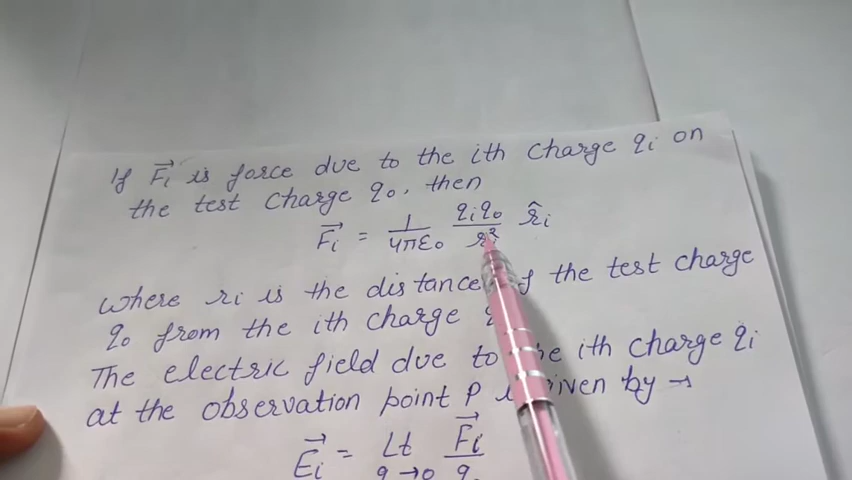 If F⃗i is force due to the ith charge qi on
the test charge q0, then
F⃗i = 1/4πε0 qiq0/r² r̂i
where ri is the distance of the test charge
q0 from the ith charge
The electric field due to the ith charge qi
at the observation point P is given by →
E⃗i = Lt q→0 F⃗i/q0